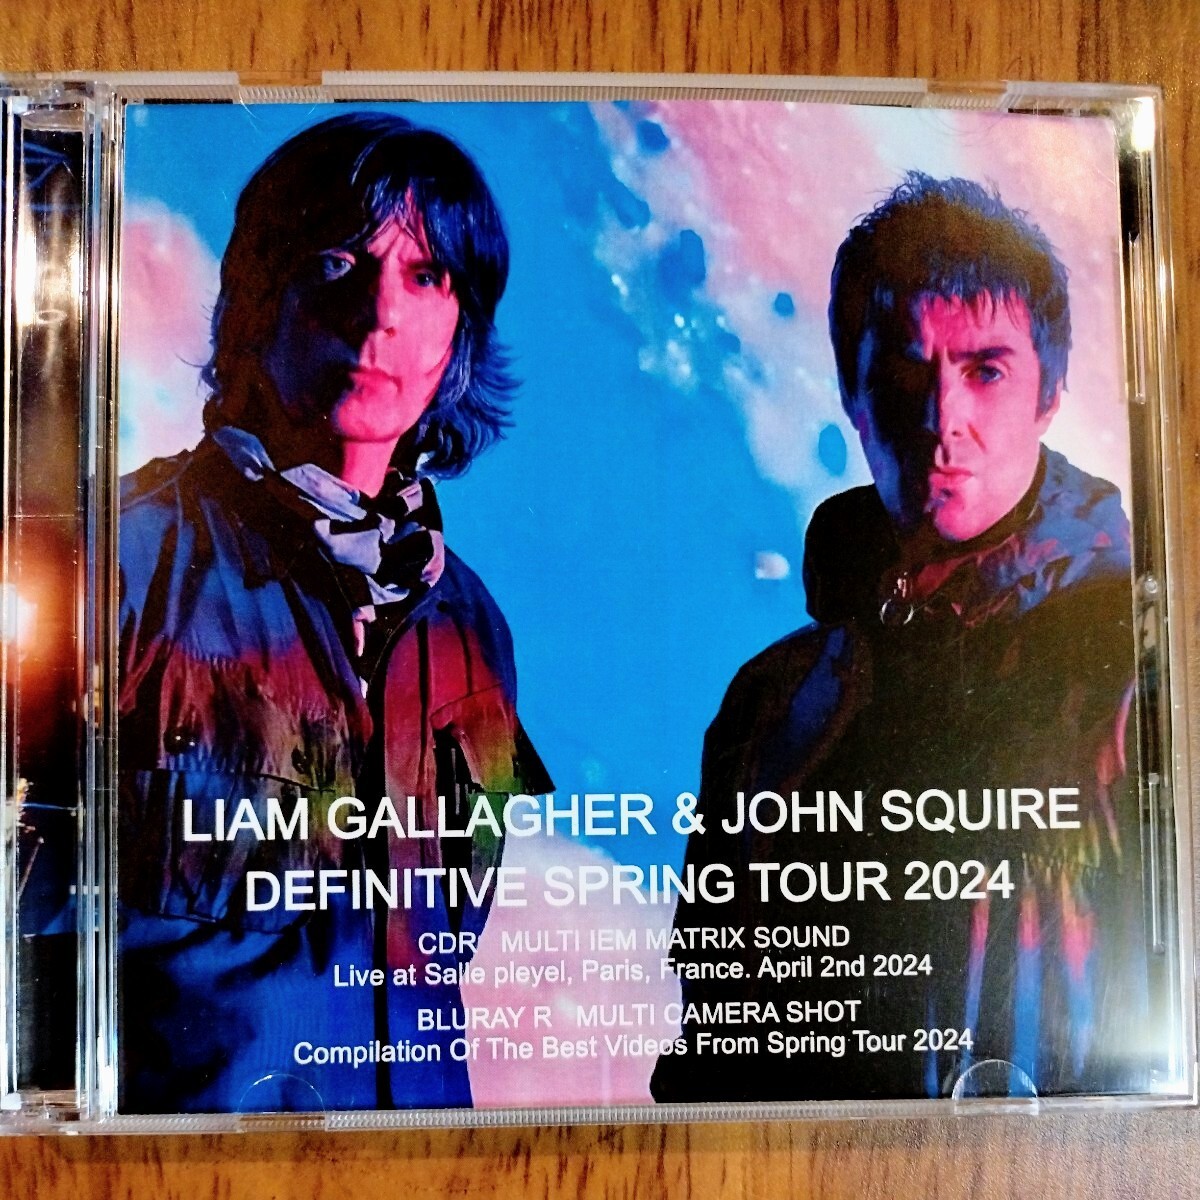 LIAM GALLAGHER & JOHN SQUIRE
DEFINITIVE SPRING TOUR 2024
CDR MULTI IEM MATRIX SOUND
Live at Salle pleyel, Paris, France. April 2nd 2024
BLURAY R MULTI CAMERA SHOT
Compilation Of The Best Videos From Spring Tour 2024